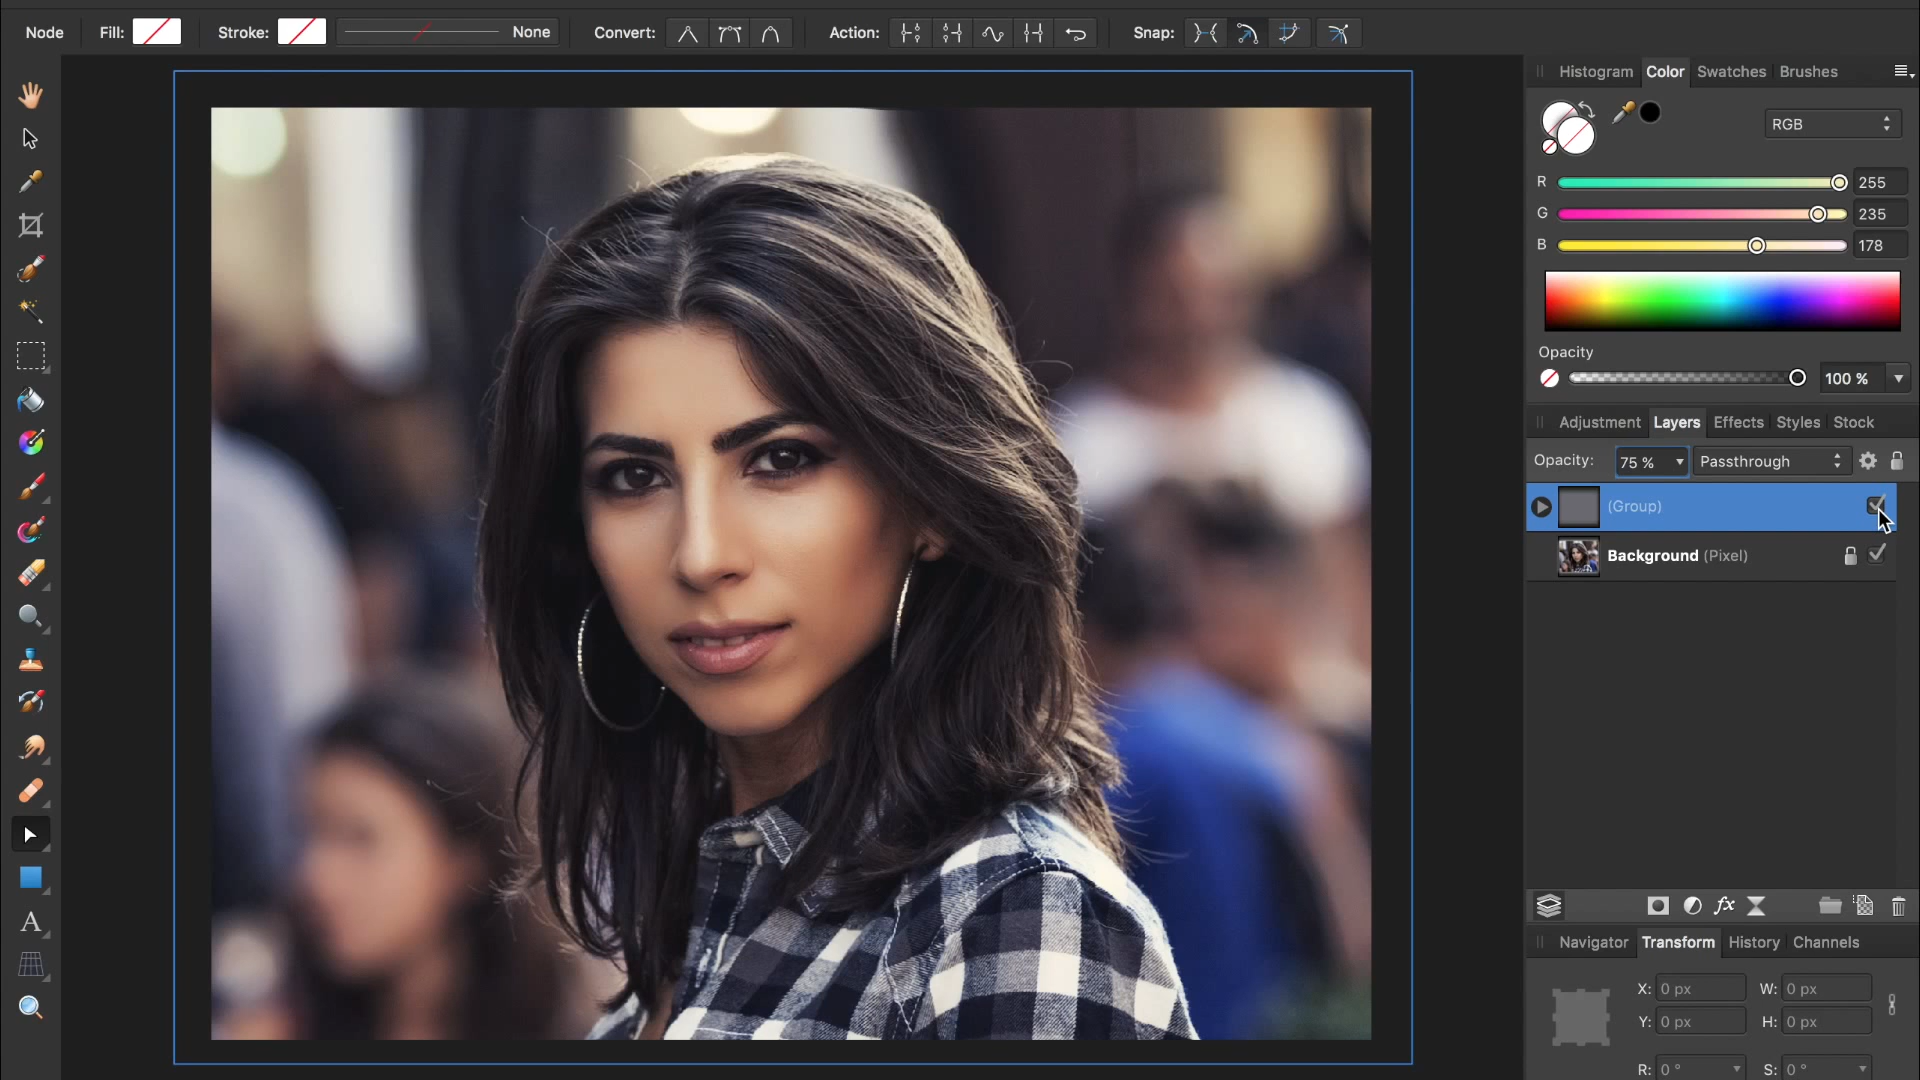 Node Fill: Stroke: None Convert: Action: Snap:
Histogram Color Swatches Brushes
RGB
R 255
G 235
B 178
Opacity
100 %
Adjustment Layers Effects Styles Stock
Opacity: 75 % Passthrough
(Group)
Background (Pixel)
fx
A
Navigator Transform History Channels
X: 0 px W: 0 px
Y: 0 px H: 0 px
R: 0 ° S: 0 °